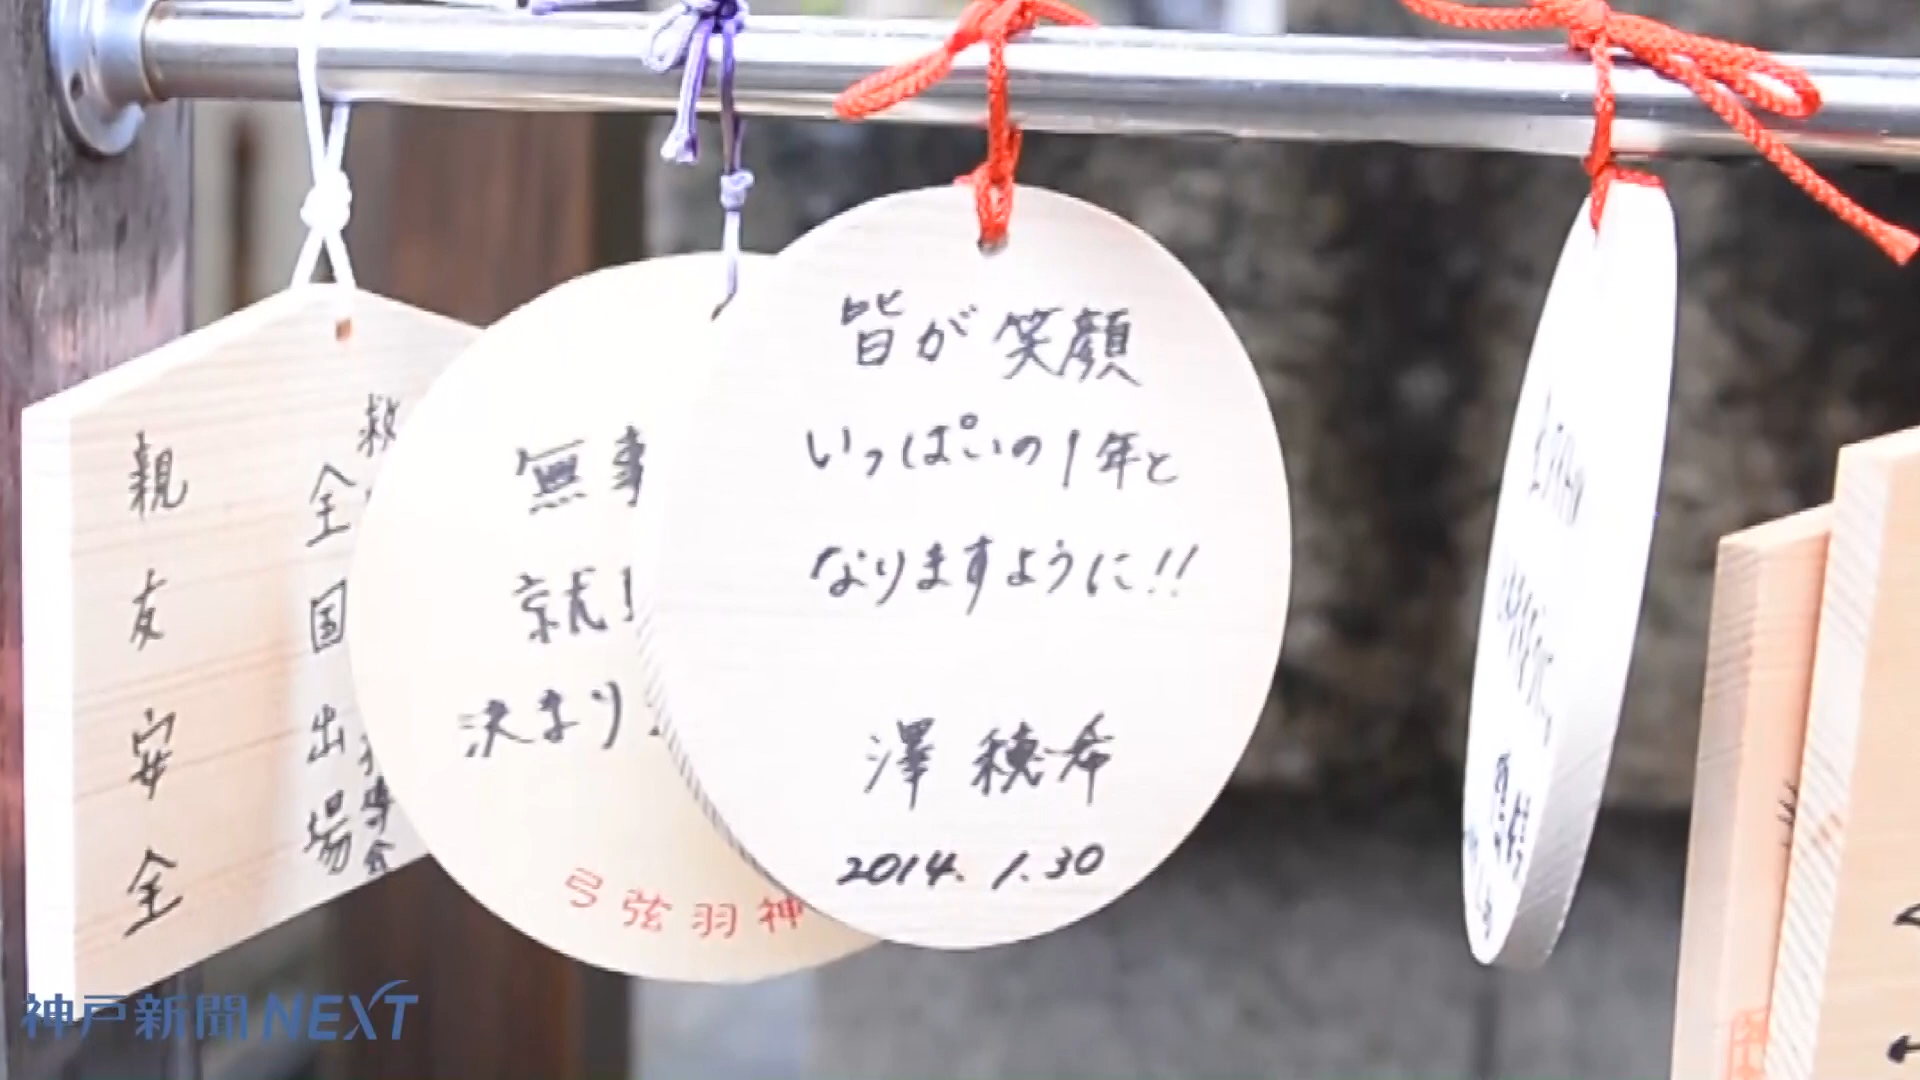 皆が笑顔
いっぱいの1年と
なりますように!!
澤 穂希
2014.1.30
無事
就
決まり
弓弦羽神
全国出場
親友安全
神戸新聞NEXT